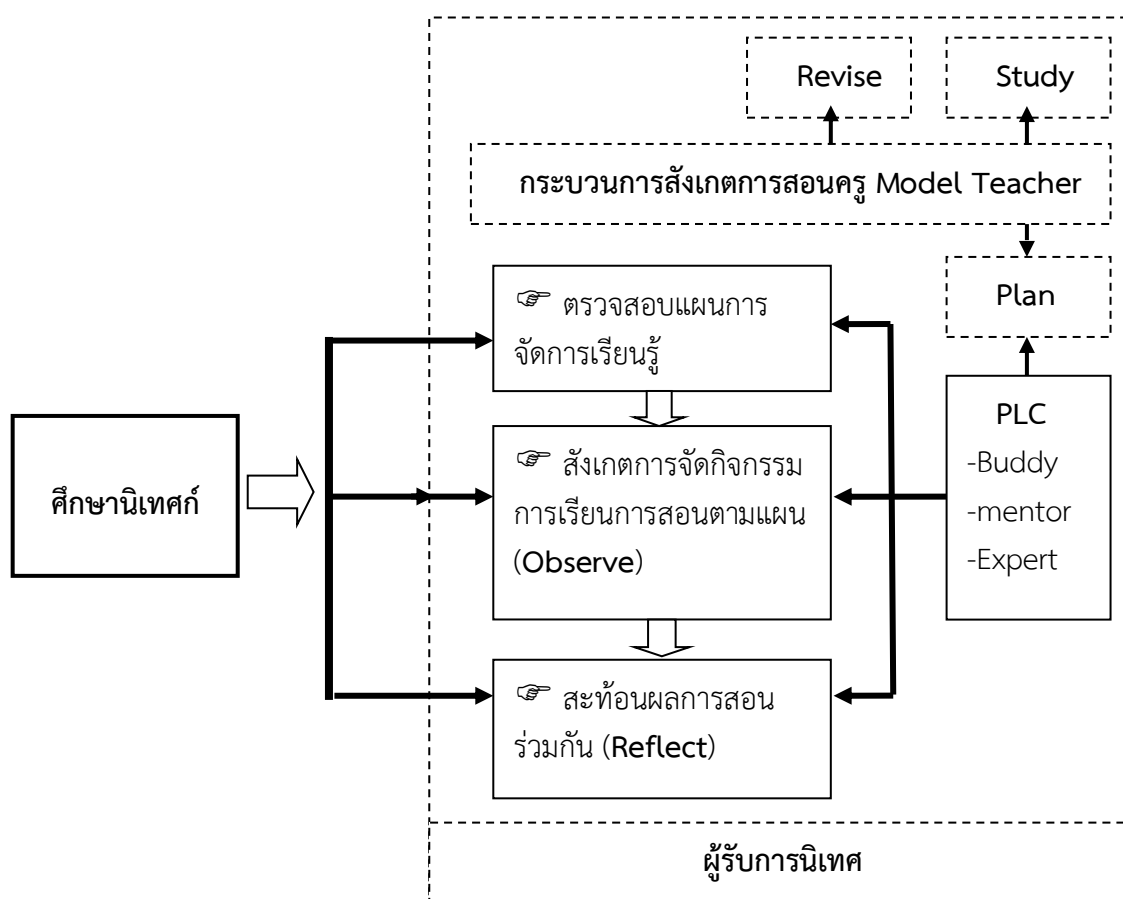 Revise
Study
กระบวนการสังเกตการสอนครู Model Teacher
Plan
☞ ตรวจสอบแผนการ
จัดการเรียนรู้
PLC
-Buddy
-mentor
-Expert
☞ สังเกตการจัดกิจกรรม
การเรียนการสอนตามแผน
(Observe)
ศึกษานิเทศก์
☞ สะท้อนผลการสอน
ร่วมกัน (Reflect)
ผู้รับการนิเทศ